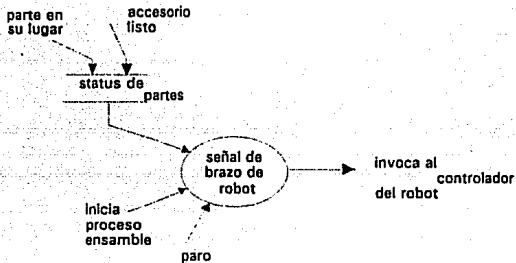 parte en
su lugar
accesorio
listo
status de
partes
señal de
brazo de
robot
invoca al
controlador
del robot
Inicia
proceso
ensamble
paro